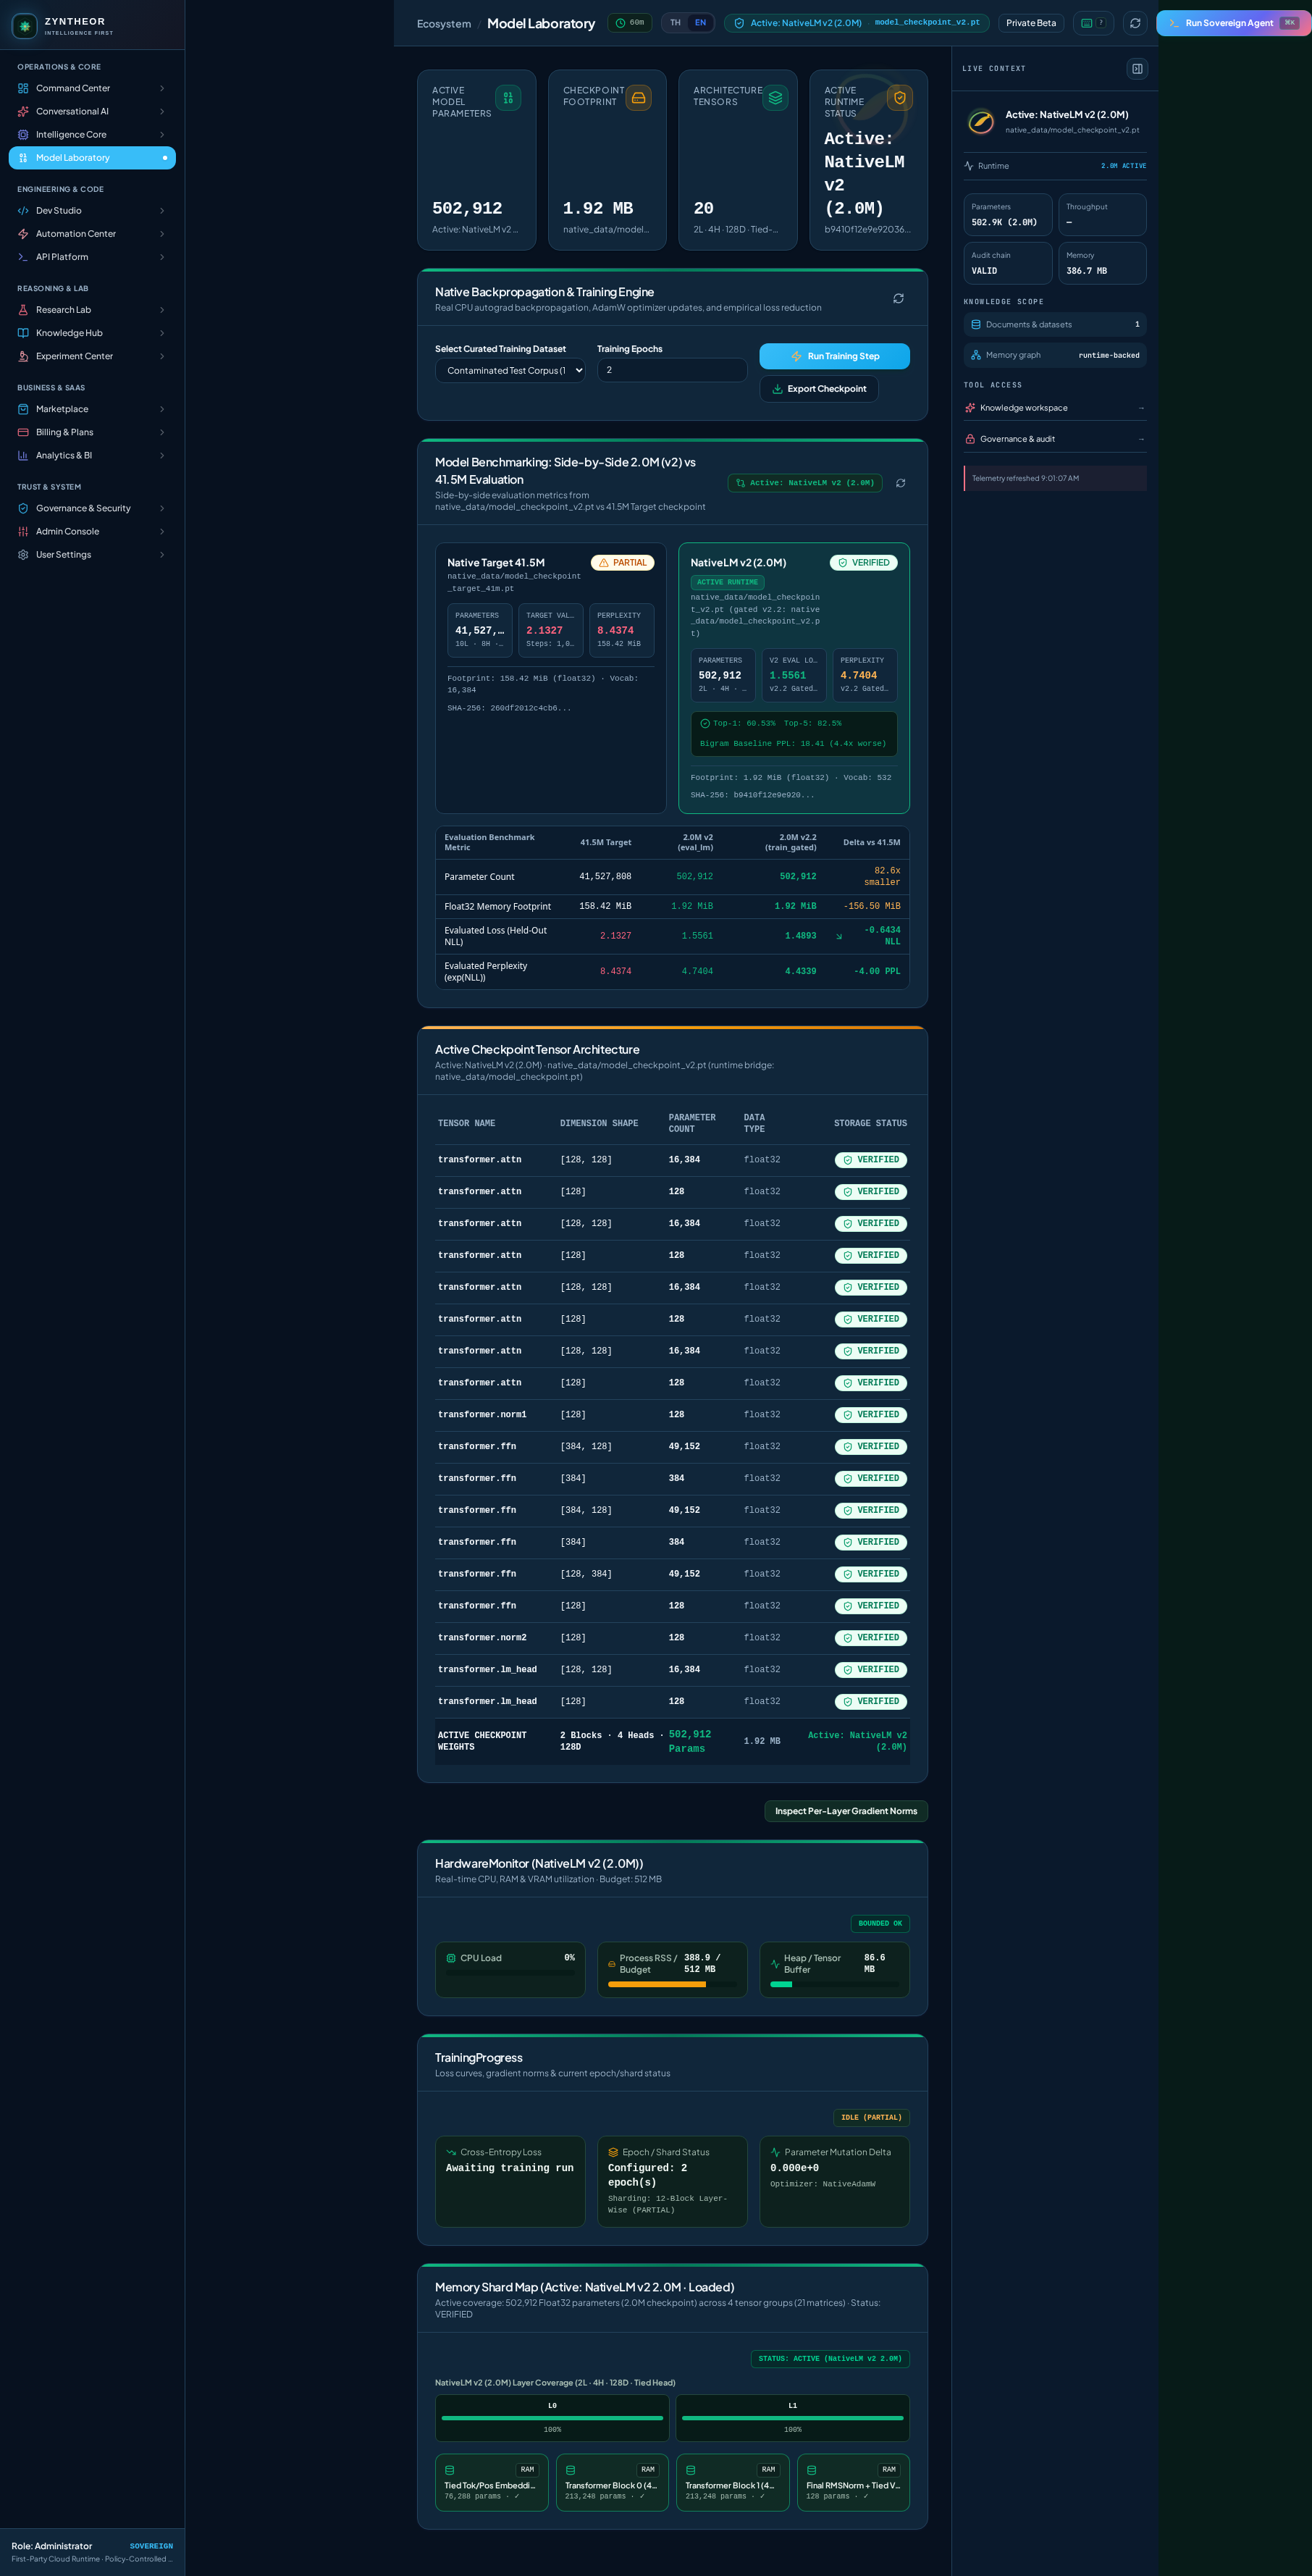 ZYNTHEOR
INTELLIGENCE FIRST
OPERATIONS & CORE
Command Center
Conversational AI
Intelligence Core
Model Laboratory
ENGINEERING & CODE
Dev Studio
Automation Center
API Platform
REASONING & LAB
Research Lab
Knowledge Hub
Experiment Center
BUSINESS & SAAS
Marketplace
Billing & Plans
Analytics & BI
TRUST & SYSTEM
Governance & Security
Admin Console
User Settings
Role: Administrator SOVEREIGN
First-Party Cloud Runtime · Policy-Controlled ...
Ecosystem / Model Laboratory 60m TH EN Active: NativeLM v2 (2.0M) model_checkpoint_v2.pt Private Beta ? Run Sovereign Agent ⌘K
ACTIVE MODEL PARAMETERS
502,912
Active: NativeLM v2 ...
CHECKPOINT FOOTPRINT
1.92 MB
native_data/model...
ARCHITECTURE TENSORS
20
2L · 4H · 128D · Tied-...
ACTIVE RUNTIME STATUS
Active:
NativeLM
v2
(2.0M)
b9410f12e9e92036...
Native Backpropagation & Training Engine
Real CPU autograd backpropagation, AdamW optimizer updates, and empirical loss reduction
Select Curated Training Dataset
Contaminated Test Corpus (1
Training Epochs
2
Run Training Step
Export Checkpoint
Model Benchmarking: Side-by-Side 2.0M (v2) vs
41.5M Evaluation
Side-by-side evaluation metrics from
native_data/model_checkpoint_v2.pt vs 41.5M Target checkpoint
Active: NativeLM v2 (2.0M)
Native Target 41.5M PARTIAL
native_data/model_checkpoint
_target_41m.pt
PARAMETERS
41,527,…
10L · 8H ·…
TARGET VAL…
2.1327
Steps: 1,0…
PERPLEXITY
8.4374
158.42 MiB
Footprint: 158.42 MiB (float32) · Vocab:
16,384
SHA-256: 260df2012c4cb6...
NativeLM v2 (2.0M) VERIFIED
ACTIVE RUNTIME
native_data/model_checkpoin
t_v2.pt (gated v2.2: native
_data/model_checkpoint_v2.p
t)
PARAMETERS
502,912
2L · 4H · …
V2 EVAL LO…
1.5561
v2.2 Gated…
PERPLEXITY
4.7404
v2.2 Gated…
Top-1: 60.53% Top-5: 82.5%
Bigram Baseline PPL: 18.41 (4.4x worse)
Footprint: 1.92 MiB (float32) · Vocab: 532
SHA-256: b9410f12e9e920...
Evaluation Benchmark Metric 41.5M Target 2.0M v2 (eval_lm) 2.0M v2.2 (train_gated) Delta vs 41.5M
Parameter Count 41,527,808 502,912 502,912 82.6x smaller
Float32 Memory Footprint 158.42 MiB 1.92 MiB 1.92 MiB -156.50 MiB
Evaluated Loss (Held-Out NLL) 2.1327 1.5561 1.4893 -0.6434 NLL
Evaluated Perplexity (exp(NLL)) 8.4374 4.7404 4.4339 -4.00 PPL
Active Checkpoint Tensor Architecture
Active: NativeLM v2 (2.0M) · native_data/model_checkpoint_v2.pt (runtime bridge:
native_data/model_checkpoint.pt)
TENSOR NAME DIMENSION SHAPE PARAMETER COUNT DATA TYPE STORAGE STATUS
transformer.attn [128, 128] 16,384 float32 VERIFIED
transformer.attn [128] 128 float32 VERIFIED
transformer.attn [128, 128] 16,384 float32 VERIFIED
transformer.attn [128] 128 float32 VERIFIED
transformer.attn [128, 128] 16,384 float32 VERIFIED
transformer.attn [128] 128 float32 VERIFIED
transformer.attn [128, 128] 16,384 float32 VERIFIED
transformer.attn [128] 128 float32 VERIFIED
transformer.norm1 [128] 128 float32 VERIFIED
transformer.ffn [384, 128] 49,152 float32 VERIFIED
transformer.ffn [384] 384 float32 VERIFIED
transformer.ffn [384, 128] 49,152 float32 VERIFIED
transformer.ffn [384] 384 float32 VERIFIED
transformer.ffn [128, 384] 49,152 float32 VERIFIED
transformer.ffn [128] 128 float32 VERIFIED
transformer.norm2 [128] 128 float32 VERIFIED
transformer.lm_head [128, 128] 16,384 float32 VERIFIED
transformer.lm_head [128] 128 float32 VERIFIED
ACTIVE CHECKPOINT WEIGHTS 2 Blocks · 4 Heads · 128D 502,912 Params 1.92 MB Active: NativeLM v2 (2.0M)
Inspect Per-Layer Gradient Norms
HardwareMonitor (NativeLM v2 (2.0M))
Real-time CPU, RAM & VRAM utilization · Budget: 512 MB
BOUNDED OK
CPU Load 0%
Process RSS / Budget 388.9 / 512 MB
Heap / Tensor Buffer 86.6 MB
TrainingProgress
Loss curves, gradient norms & current epoch/shard status
IDLE (PARTIAL)
Cross-Entropy Loss
Awaiting training run
Epoch / Shard Status
Configured: 2
epoch(s)
Sharding: 12-Block Layer-
Wise (PARTIAL)
Parameter Mutation Delta
0.000e+0
Optimizer: NativeAdamW
Memory Shard Map (Active: NativeLM v2 2.0M · Loaded)
Active coverage: 502,912 Float32 parameters (2.0M checkpoint) across 4 tensor groups (21 matrices) · Status:
VERIFIED
STATUS: ACTIVE (NativeLM v2 2.0M)
NativeLM v2 (2.0M) Layer Coverage (2L · 4H · 128D · Tied Head)
L0
100%
L1
100%
RAM
Tied Tok/Pos Embeddi...
76,288 params · ✓
RAM
Transformer Block 0 (4...
213,248 params · ✓
RAM
Transformer Block 1 (4...
213,248 params · ✓
RAM
Final RMSNorm + Tied V...
128 params · ✓
LIVE CONTEXT
Active: NativeLM v2 (2.0M)
native_data/model_checkpoint_v2.pt
Runtime 2.0M ACTIVE
Parameters
502.9K (2.0M)
Throughput
—
Audit chain
VALID
Memory
386.7 MB
KNOWLEDGE SCOPE
Documents & datasets 1
Memory graph runtime-backed
TOOL ACCESS
Knowledge workspace →
Governance & audit →
Telemetry refreshed 9:01:07 AM